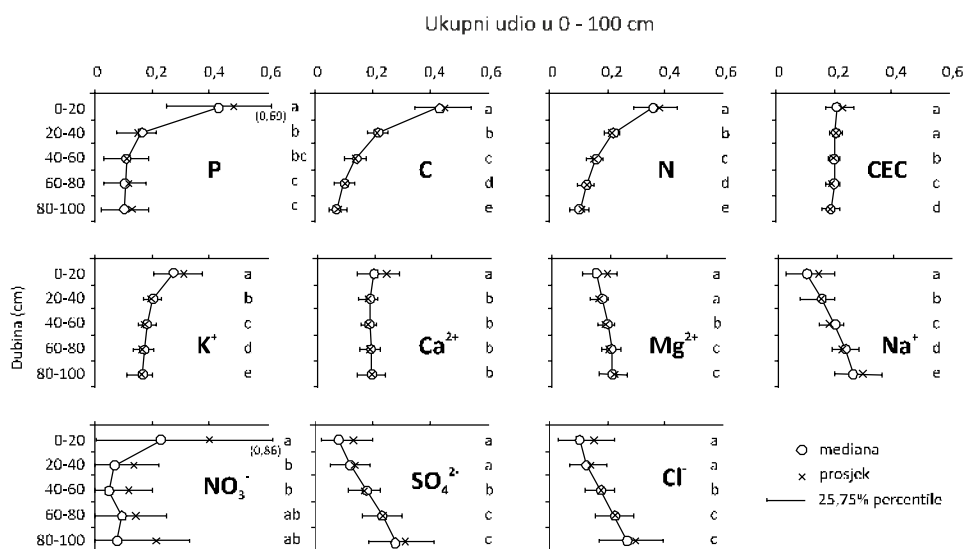 Ukupni udio u 0 - 100 cm
0 0,2 0,4 0,6 0 0,2 0,4 0,6 0 0,2 0,4 0,6 0 0,2 0,4 0,6
0-20 a a a a
(0,69)
20-40 b b b a
40-60 bc c c b
P C N CEC
60-80 c d d c
80-100 c e e d
Dubina (cm)
0-20 a a a a
20-40 b b a b
40-60 c b b c
K⁺ Ca²⁺ Mg²⁺ Na⁺
60-80 d b c d
80-100 e b c e
0-20 a a a
(0,86)
20-40 b a a
40-60 b b b
NO₃⁻ SO₄²⁻ Cl⁻
60-80 ab c c
80-100 ab c c
mediana
prosjek
25,75% percentile